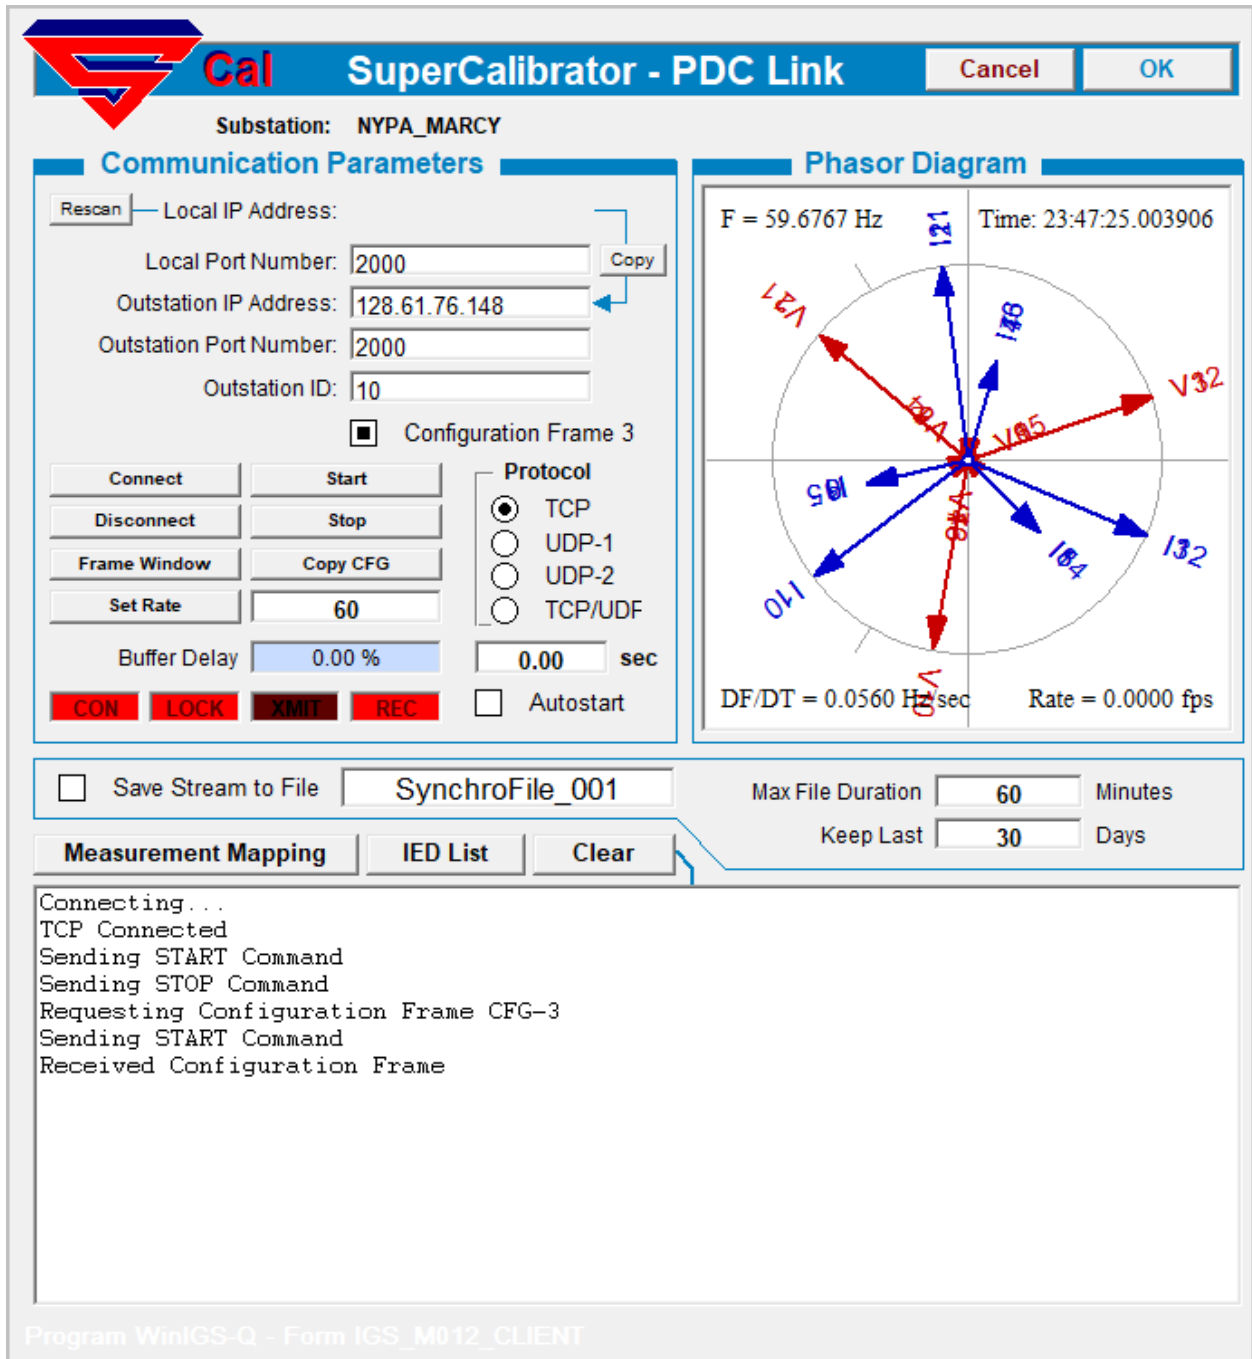 Cal SuperCalibrator - PDC Link Cancel OK
Substation: NYPA_MARCY
Communication Parameters
Rescan Local IP Address:
Local Port Number: 2000 Copy
Outstation IP Address: 128.61.76.148
Outstation Port Number: 2000
Outstation ID: 10
Configuration Frame 3
Connect Start
Disconnect Stop
Frame Window Copy CFG
Set Rate 60
Protocol
TCP
UDP-1
UDP-2
TCP/UDF
Buffer Delay 0.00 % 0.00 sec
CON LOCK XMIT REC Autostart
Phasor Diagram
F = 59.6767 Hz Time: 23:47:25.003906
DF/DT = 0.0560 Hz/sec Rate = 0.0000 fps
Save Stream to File SynchroFile_001
Max File Duration 60 Minutes
Keep Last 30 Days
Measurement Mapping IED List Clear
Connecting...
TCP Connected
Sending START Command
Sending STOP Command
Requesting Configuration Frame CFG-3
Sending START Command
Received Configuration Frame
Program WinIGS-Q - Form IGS_M012_CLIENT